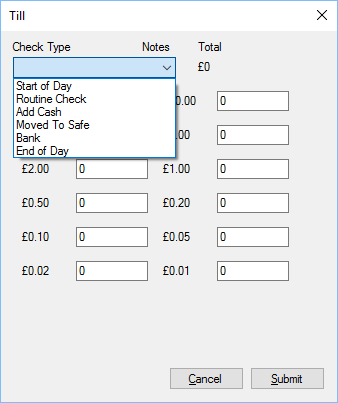 Till
Check Type Notes Total
£0
Start of Day
Routine Check
Add Cash
Moved To Safe
Bank
End of Day
0.00 0
.00 0
£2.00 0 £1.00 0
£0.50 0 £0.20 0
£0.10 0 £0.05 0
£0.02 0 £0.01 0
Cancel Submit